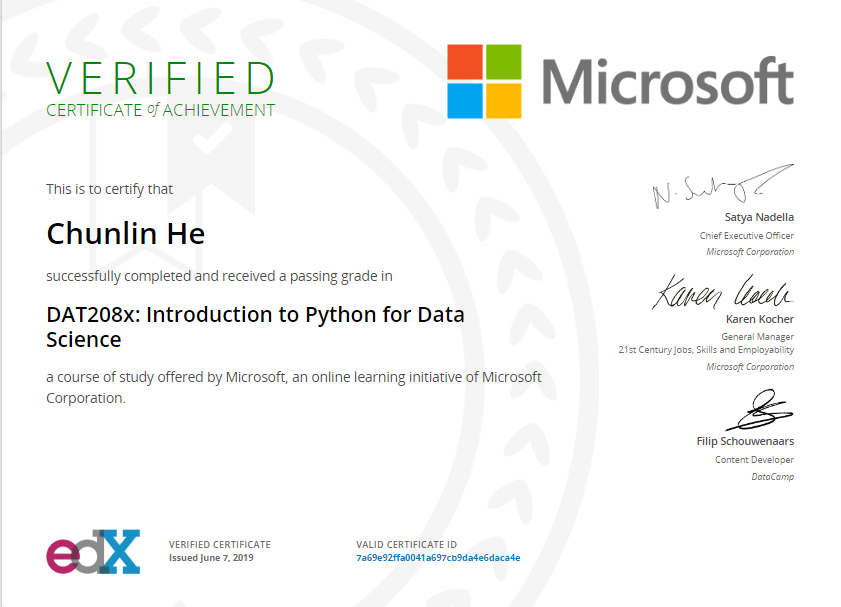 VERIFIED
CERTIFICATE of ACHIEVEMENT
Microsoft
This is to certify that
Chunlin He
successfully completed and received a passing grade in
DAT208x: Introduction to Python for Data
Science
a course of study offered by Microsoft, an online learning initiative of Microsoft
Corporation.
Satya Nadella
Chief Executive Officer
Microsoft Corporation
Karen Kocher
Karen Kocher
General Manager
21st Century Jobs, Skills and Employability
Microsoft Corporation
Filip Schouwenaars
Content Developer
DataCamp
edX
VERIFIED CERTIFICATE
Issued June 7, 2019
VALID CERTIFICATE ID
7a69e92ffa0041a697cb9da4e6daca4e